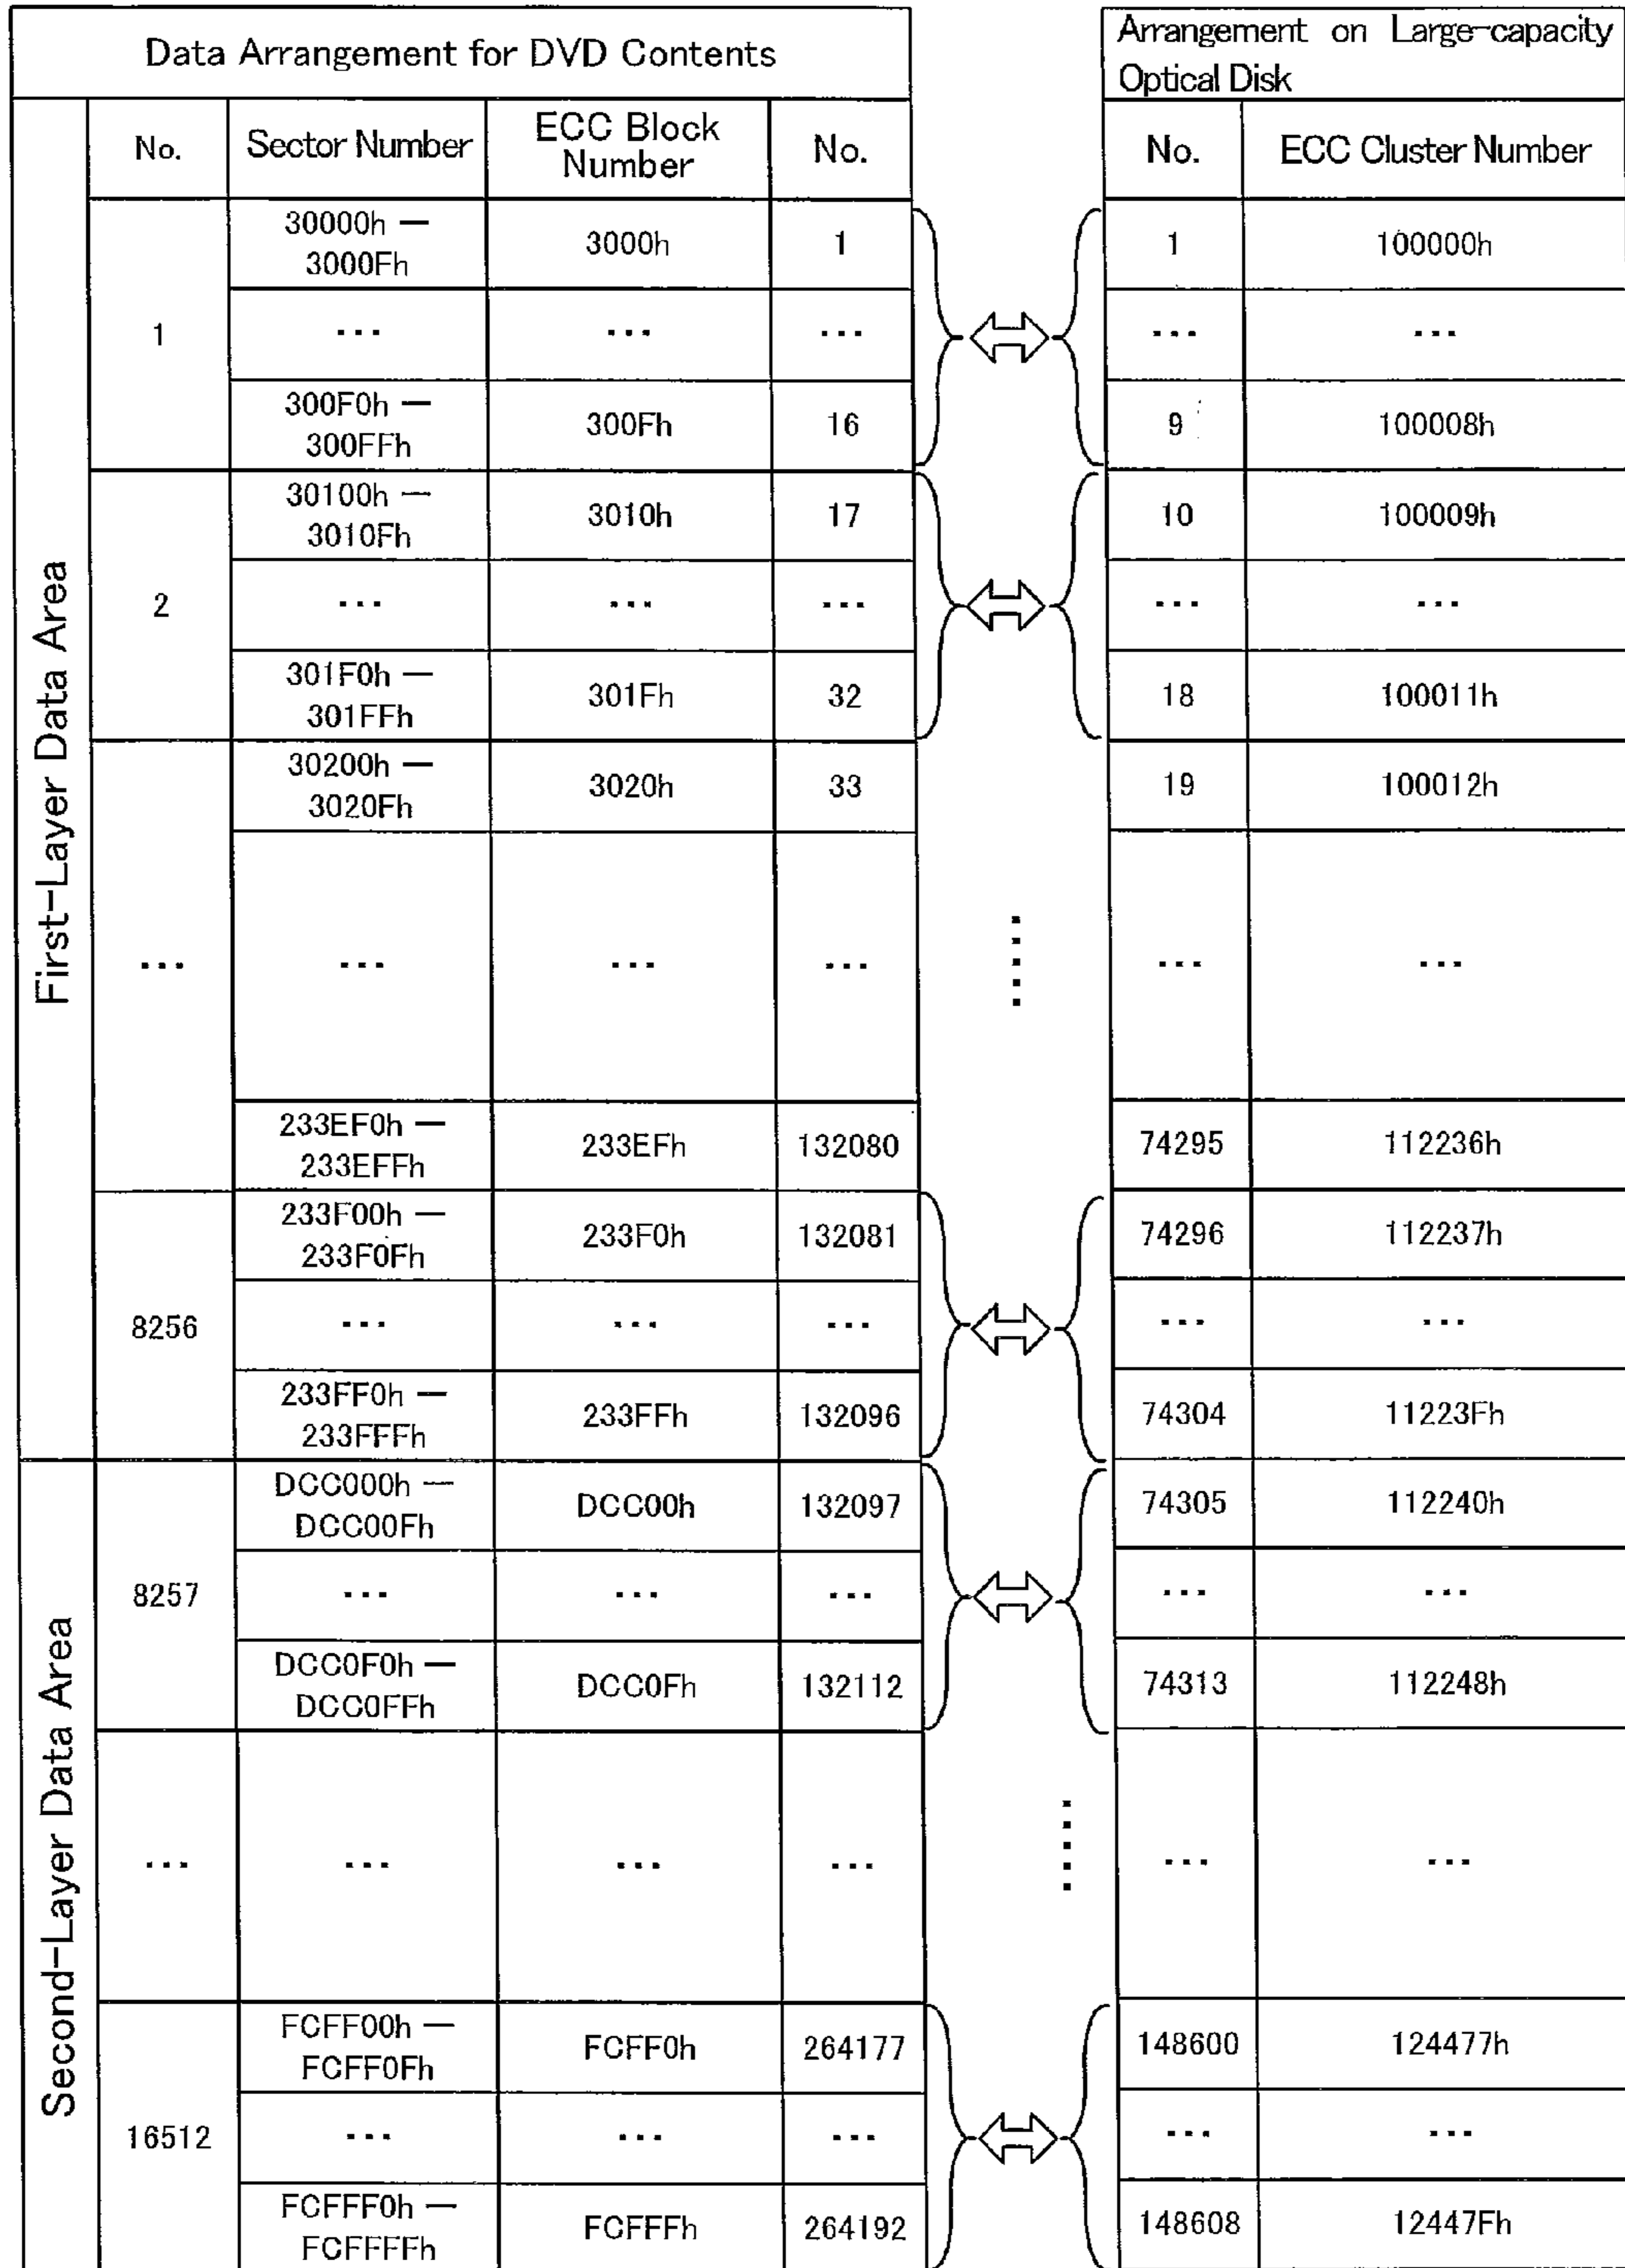 Data Arrangement for DVD Contents
Arrangement on Large-capacity
Optical Disk
No.
Sector Number
ECC Block
Number
No.
No.
ECC Cluster Number
First-Layer Data Area
1
30000h —
3000Fh
3000h
1
1
100000h
...
...
...
...
...
300F0h —
300FFh
300Fh
16
9
100008h
2
30100h —
3010Fh
3010h
17
10
100009h
...
...
...
...
...
301F0h —
301FFh
301Fh
32
18
100011h
30200h —
3020Fh
3020h
33
19
100012h
...
...
...
...
...
...
233EF0h —
233EFFh
233EFh
132080
74295
112236h
8256
233F00h —
233F0Fh
233F0h
132081
74296
112237h
...
...
...
...
...
233FF0h —
233FFFh
233FFh
132096
74304
11223Fh
Second-Layer Data Area
8257
DCC000h —
DCC00Fh
DCC00h
132097
74305
112240h
...
...
...
...
...
DCC0F0h —
DCC0FFh
DCC0Fh
132112
74313
112248h
...
...
...
...
...
...
16512
FCFF00h —
FCFF0Fh
FCFF0h
264177
148600
124477h
...
...
...
...
...
FCFFF0h —
FCFFFFh
FCFFFh
264192
148608
12447Fh